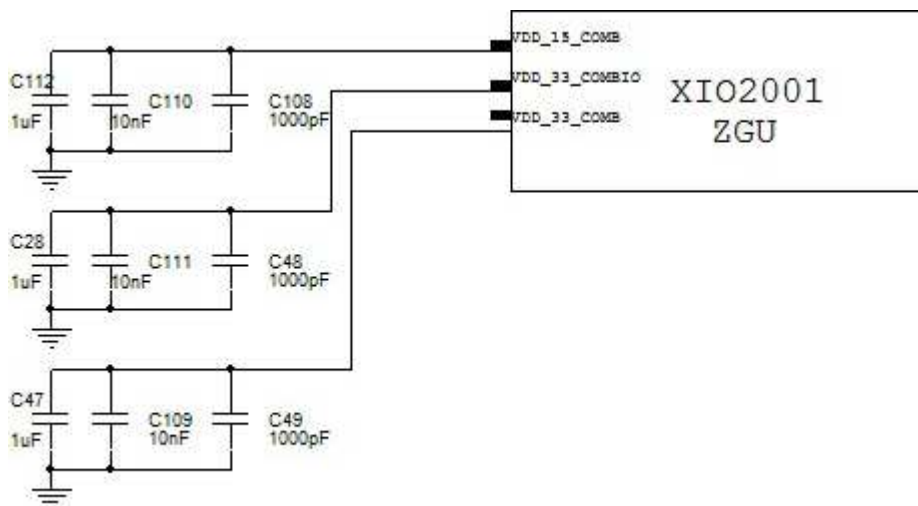 VDD_15_COMB
VDD_33_COMBIO
VDD_33_COMB
XIO2001
ZGU
C112
1uF
C110
10nF
C108
1000pF
C28
1uF
C111
10nF
C48
1000pF
C47
1uF
C109
10nF
C49
1000pF